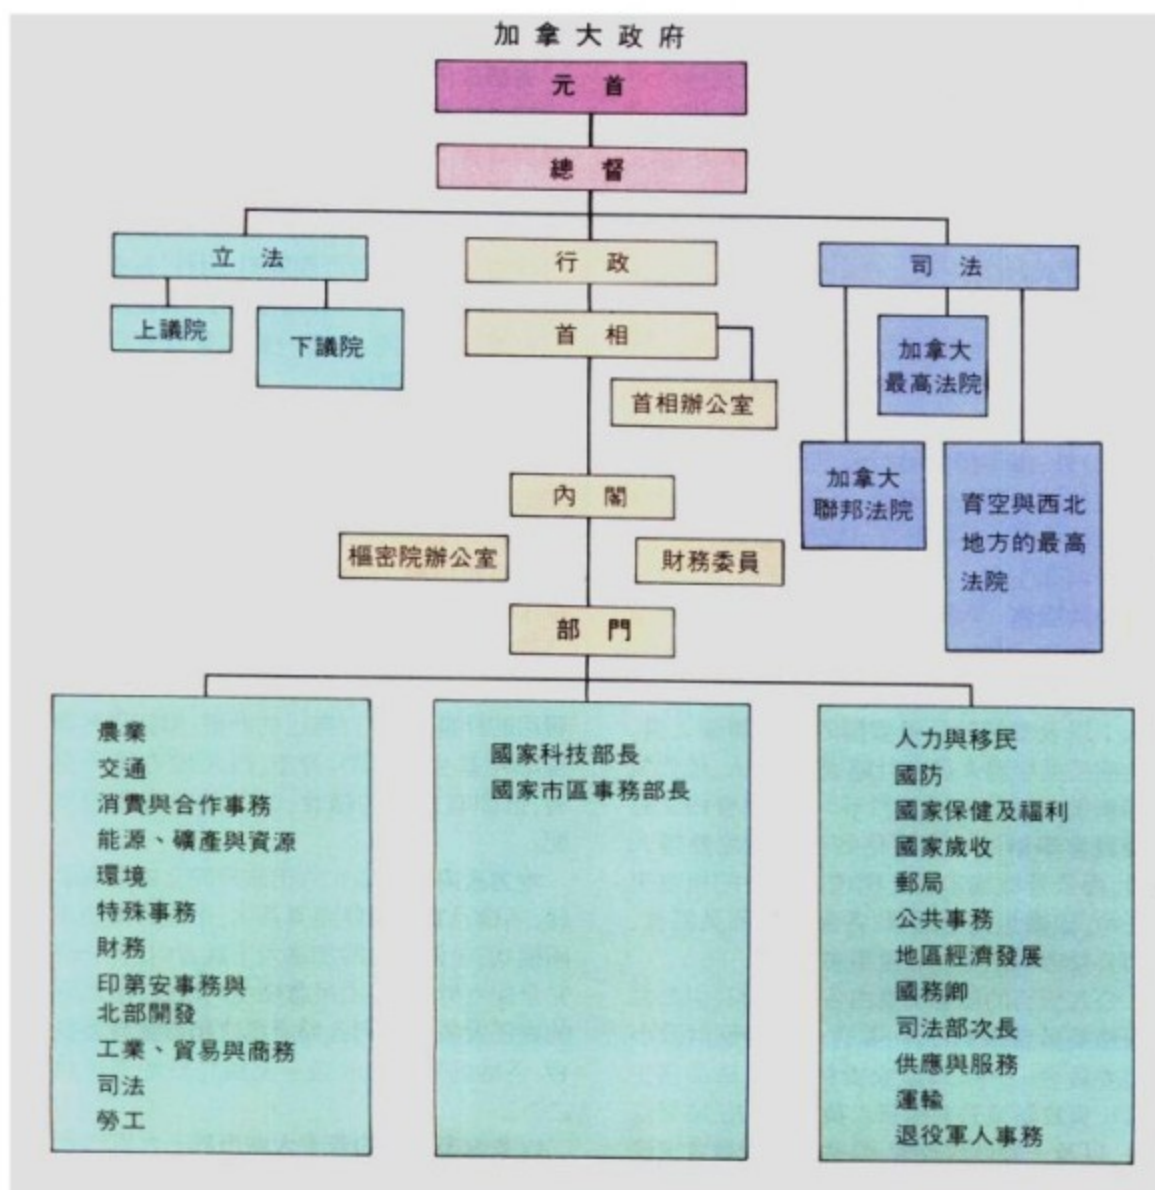 加拿大政府
元首
總督
立法
行政
司法
上議院
下議院
首相
首相辦公室
加拿大
最高法院
加拿大
聯邦法院
育空與西北
地方的最高
法院
內閣
樞密院辦公室
財務委員
部門
農業
交通
消費與合作事務
能源、礦產與資源
環境
特殊事務
財務
印第安事務與
北部開發
工業、貿易與商務
司法
勞工
國家科技部長
國家市區事務部長
人力與移民
國防
國家保健及福利
國家歲收
郵局
公共事務
地區經濟發展
國務卿
司法部次長
供應與服務
運輸
退役軍人事務